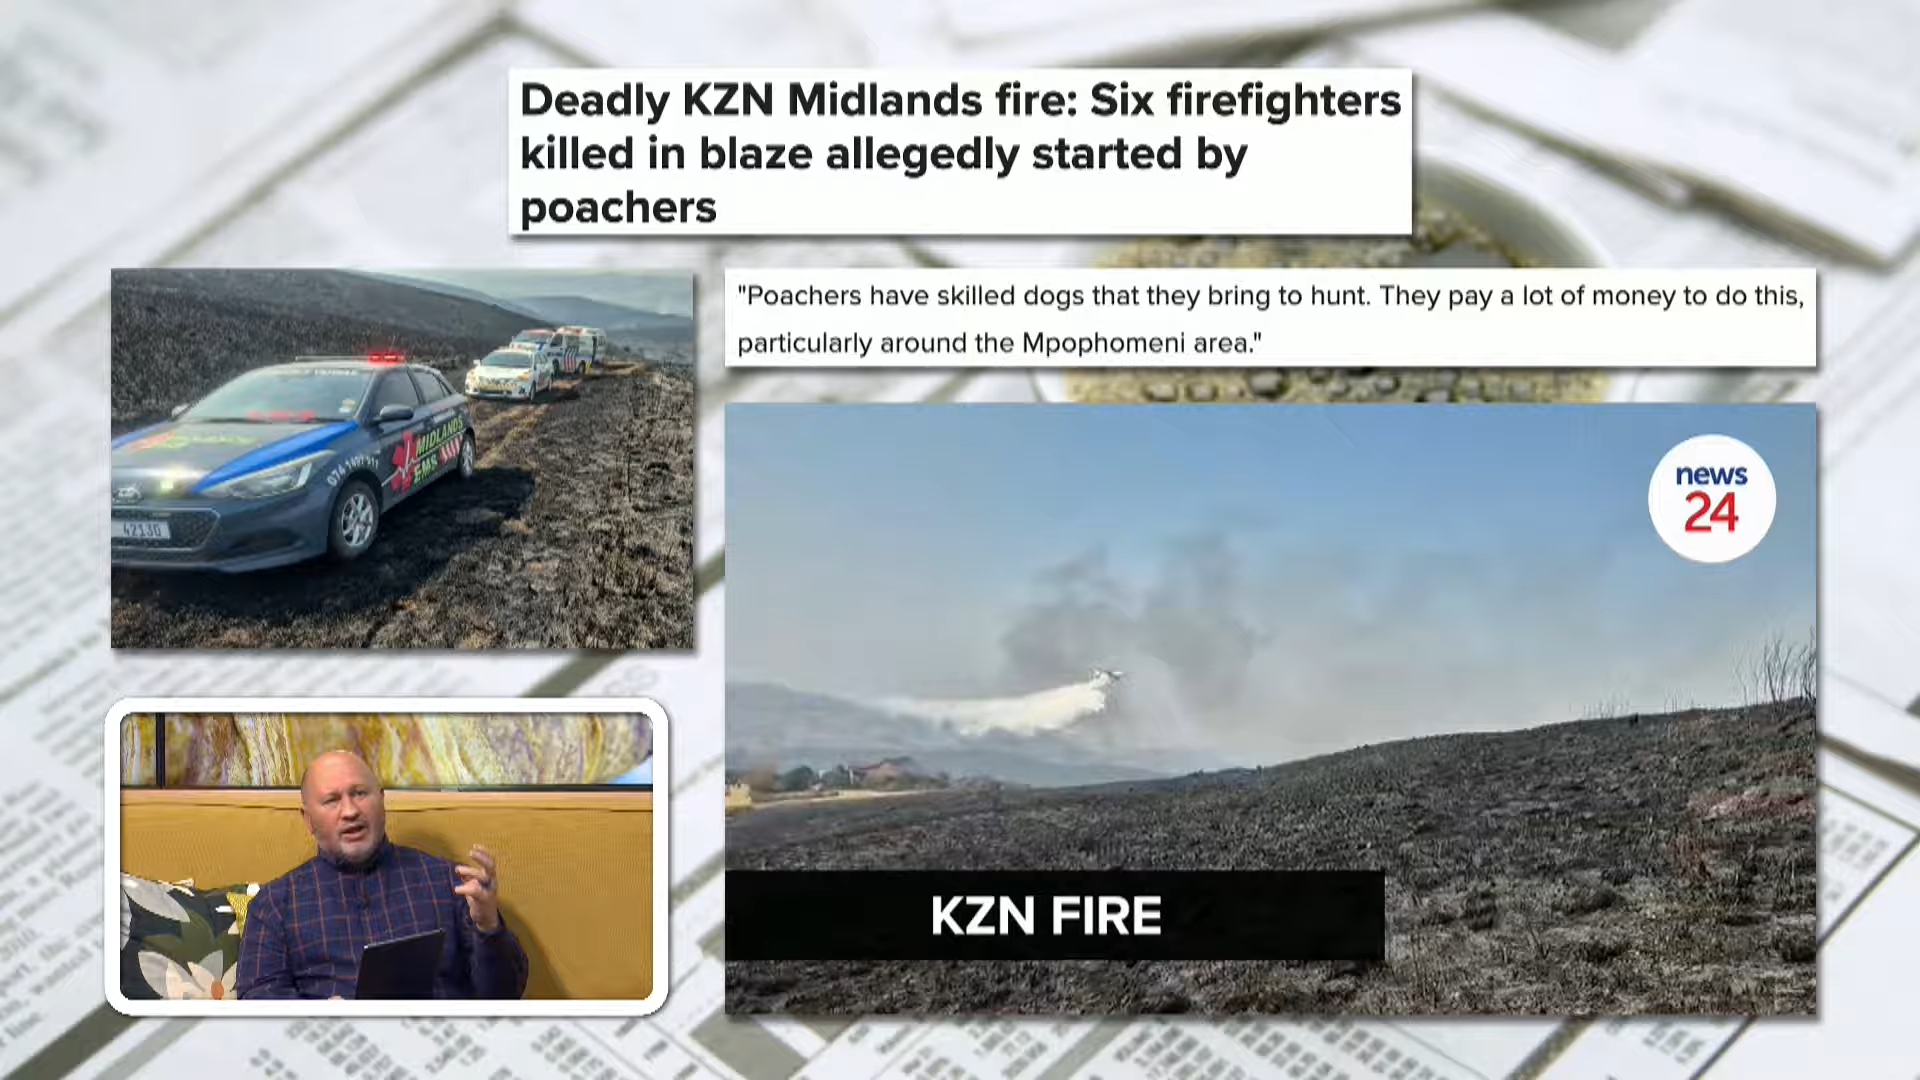 Deadly KZN Midlands fire: Six firefighters
killed in blaze allegedly started by
poachers
"Poachers have skilled dogs that they bring to hunt. They pay a lot of money to do this,
particularly around the Mpophomeni area."
MIDLANDS
EMS
42130
news
24
KZN FIRE